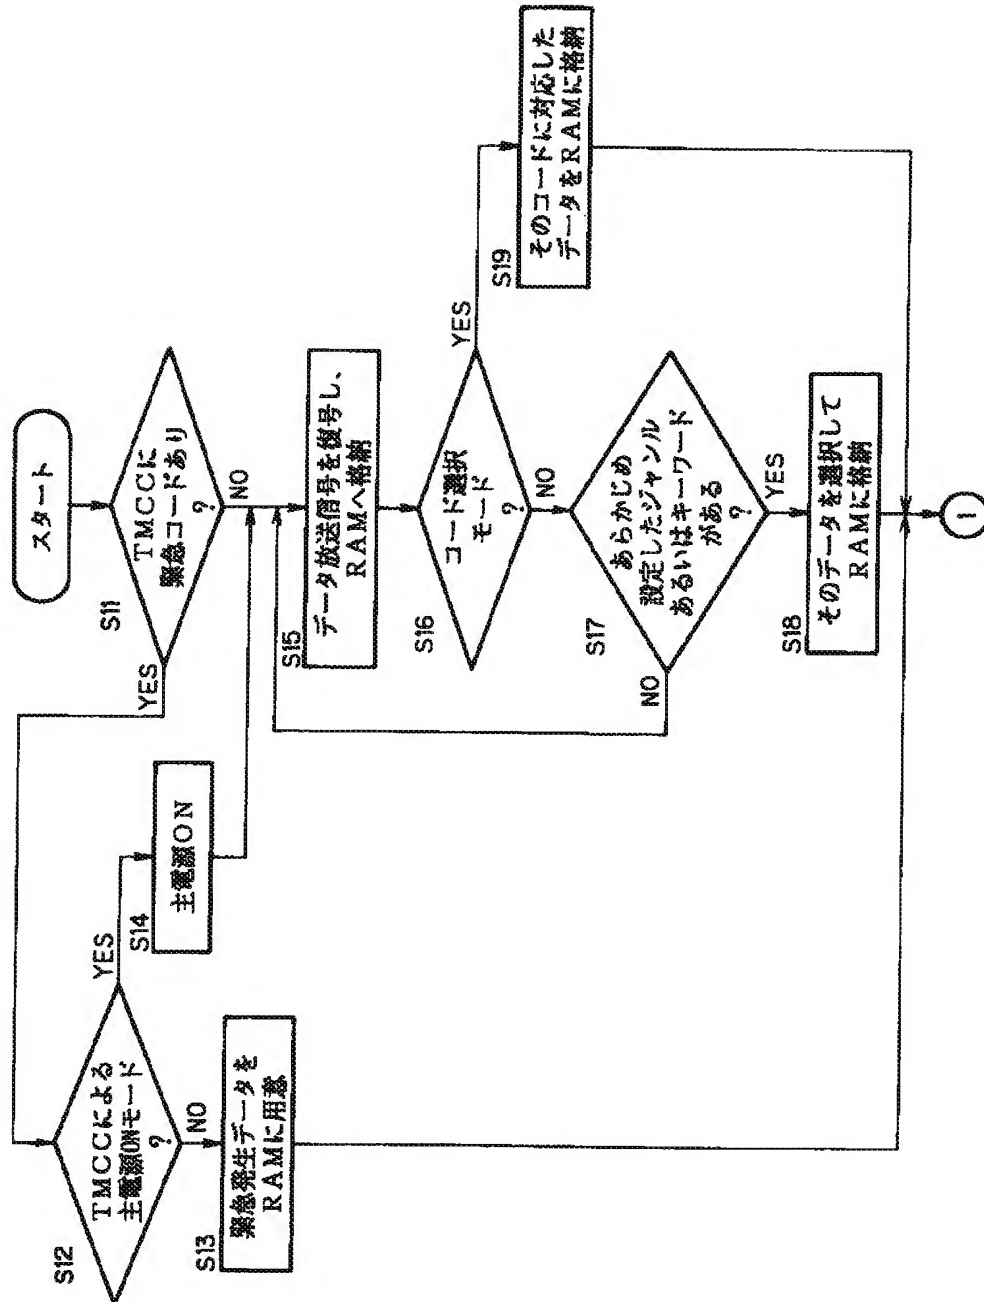 スタート
S11
TMCCに
緊急コードあり
?
YES
NO
S12
TMCCによる
主電源ONモード
?
YES
NO
S13
緊急発生データを
RAMに用意
S14
主電源ON
S15
データ放送信号を復号し、
RAMへ格納
S16
コード選択
モード
?
YES
NO
S17
あらかじめ
設定したジャンル
あるいはキーワード
がある
?
NO
YES
S18
そのデータを選択して
RAMに格納
S19
そのコードに対応した
データをRAMに格納
1